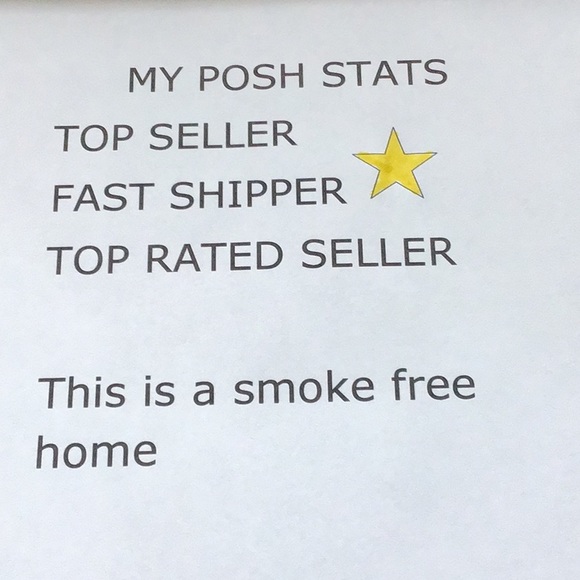 MY POSH STATS
TOP SELLER
FAST SHIPPER
TOP RATED SELLER
This is a smoke free
home